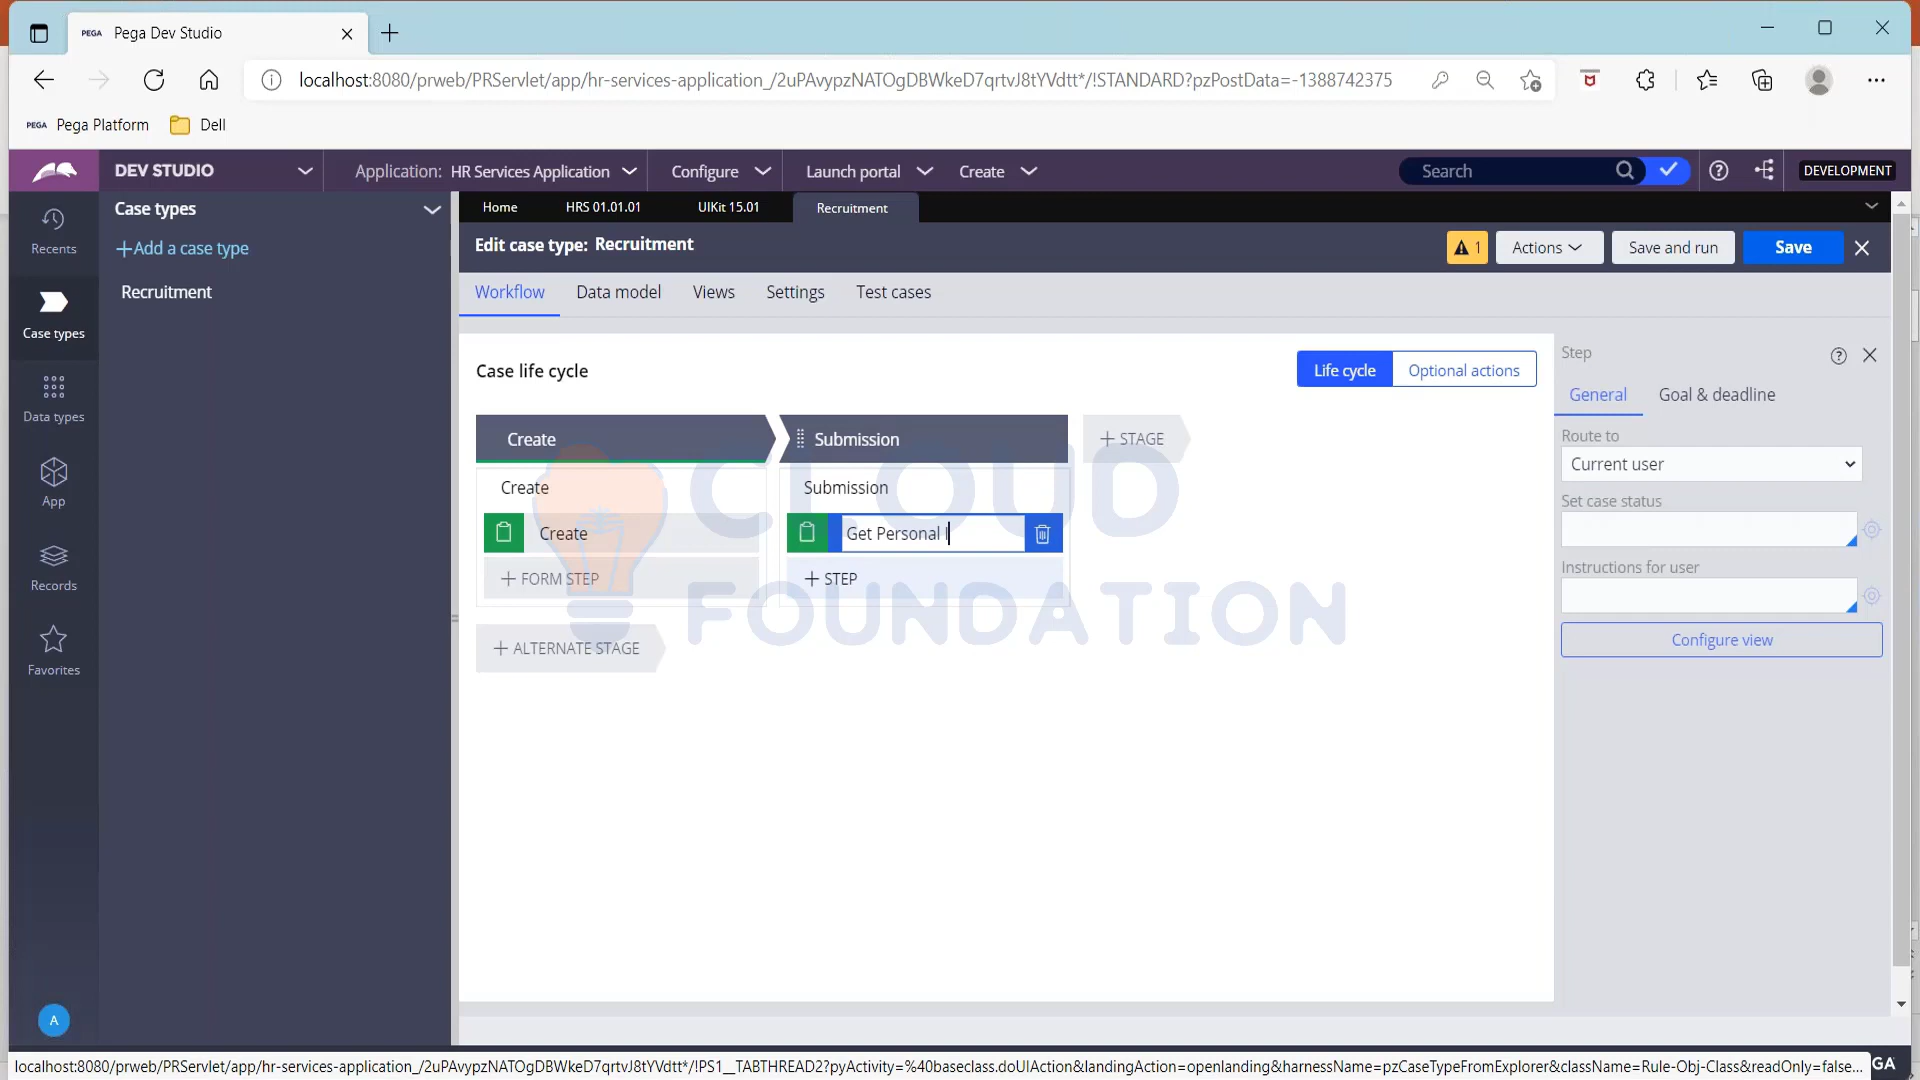 PEGA Pega Dev Studio
localhost:8080/prweb/PRServlet/app/hr-services-application_/2uPAvypzNATOgDBWkeD7qrtvJ8tYVdtt*/!STANDARD?pzPostData=-1388742375
PEGA Pega Platform Dell
DEV STUDIO Application: HR Services Application Configure Launch portal Create Search DEVELOPMENT
Recents
Case types
Data types
App
Records
Favorites
A
Case types
+Add a case type
Recruitment
Home HRS 01.01.01 UIKit 15.01 Recruitment
Edit case type: Recruitment 1 Actions Save and run Save
Workflow Data model Views Settings Test cases
Case life cycle Life cycle Optional actions
Create Submission + STAGE
Create Submission
Create Get Personal I
+ FORM STEP + STEP
+ ALTERNATE STAGE
CLOUD
FOUNDATION
Step
General Goal & deadline
Route to
Current user
Set case status
Instructions for user
Configure view
localhost:8080/prweb/PRServlet/app/hr-services-application_/2uPAvypzNATOgDBWkeD7qrtvJ8tYVdtt*/!PS1__TABTHREAD2?pyActivity=%40baseclass.doUIAction&landingAction=openlanding&harnessName=pzCaseTypeFromExplorer&className=Rule-Obj-Class&readOnly=false... GA